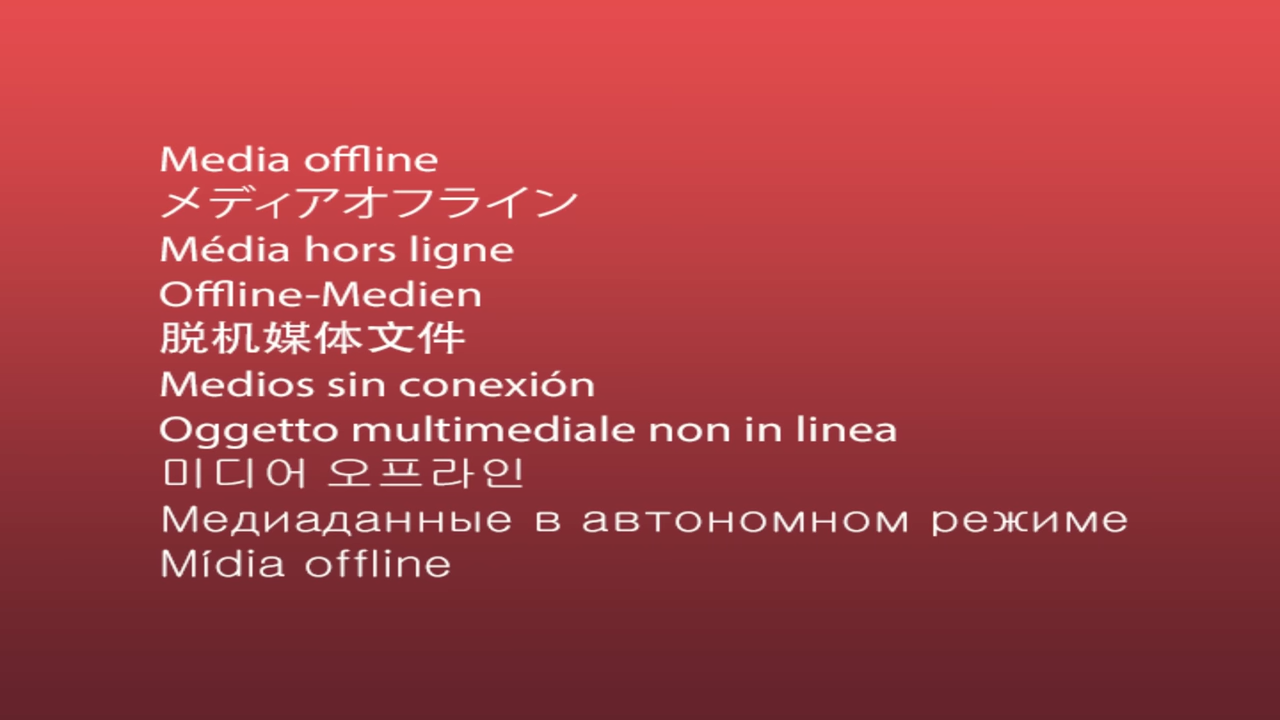 Media offline
メディアオフライン
Média hors ligne
Offline-Medien
脱机媒体文件
Medios sin conexión
Oggetto multimediale non in linea
미디어 오프라인
Медиаданные в автономном режиме
Mídia offline